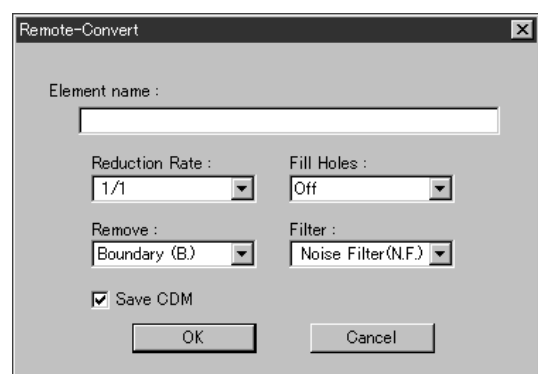 Remote-Convert
Element name :
Reduction Rate : Fill Holes :
1/1 Off
Remove : Filter :
Boundary (B.) Noise Filter(N.F.)
Save CDM
OK Cancel